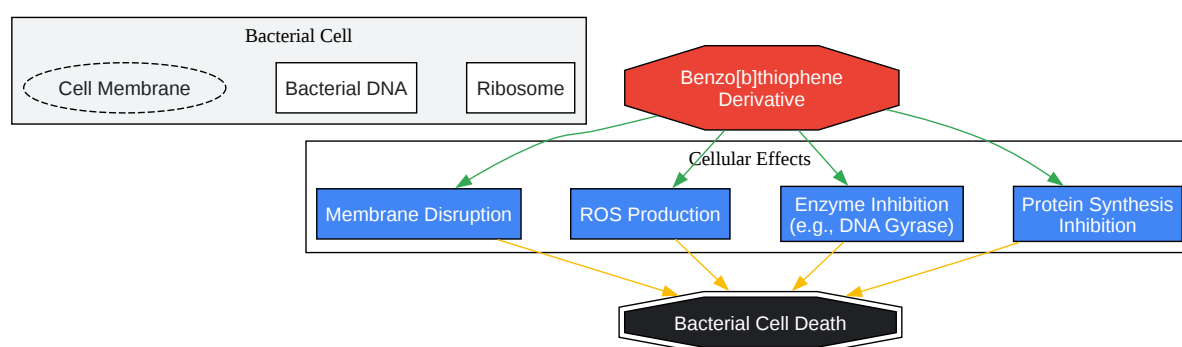 Bacterial Cell
Cell Membrane
Bacterial DNA
Ribosome
Benzo[b]thiophene
Derivative
Cellular Effects
Membrane Disruption
ROS Production
Enzyme Inhibition
(e.g., DNA Gyrase)
Protein Synthesis
Inhibition
Bacterial Cell Death